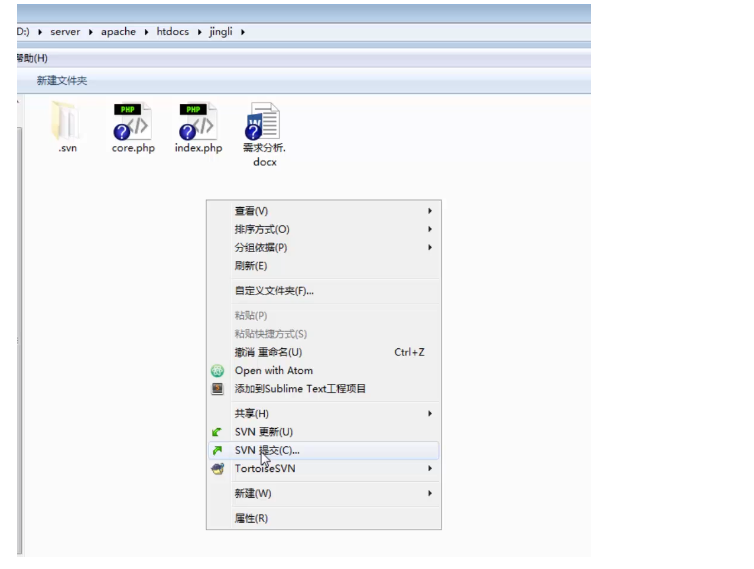 D:) ▸ server ▸ apache ▸ htdocs ▸ jingli ▸
帮助(H)
新建文件夹
PHP
PHP
.svn
core.php
index.php
需求分析.
docx
查看(V)
排序方式(O)
分组依据(P)
刷新(E)
自定义文件夹(F)...
粘贴(P)
粘贴快捷方式(S)
撤消 重命名(U) Ctrl+Z
Open with Atom
添加到Sublime Text工程项目
共享(H)
SVN 更新(U)
SVN 提交(C)...
TortoiseSVN
新建(W)
属性(R)